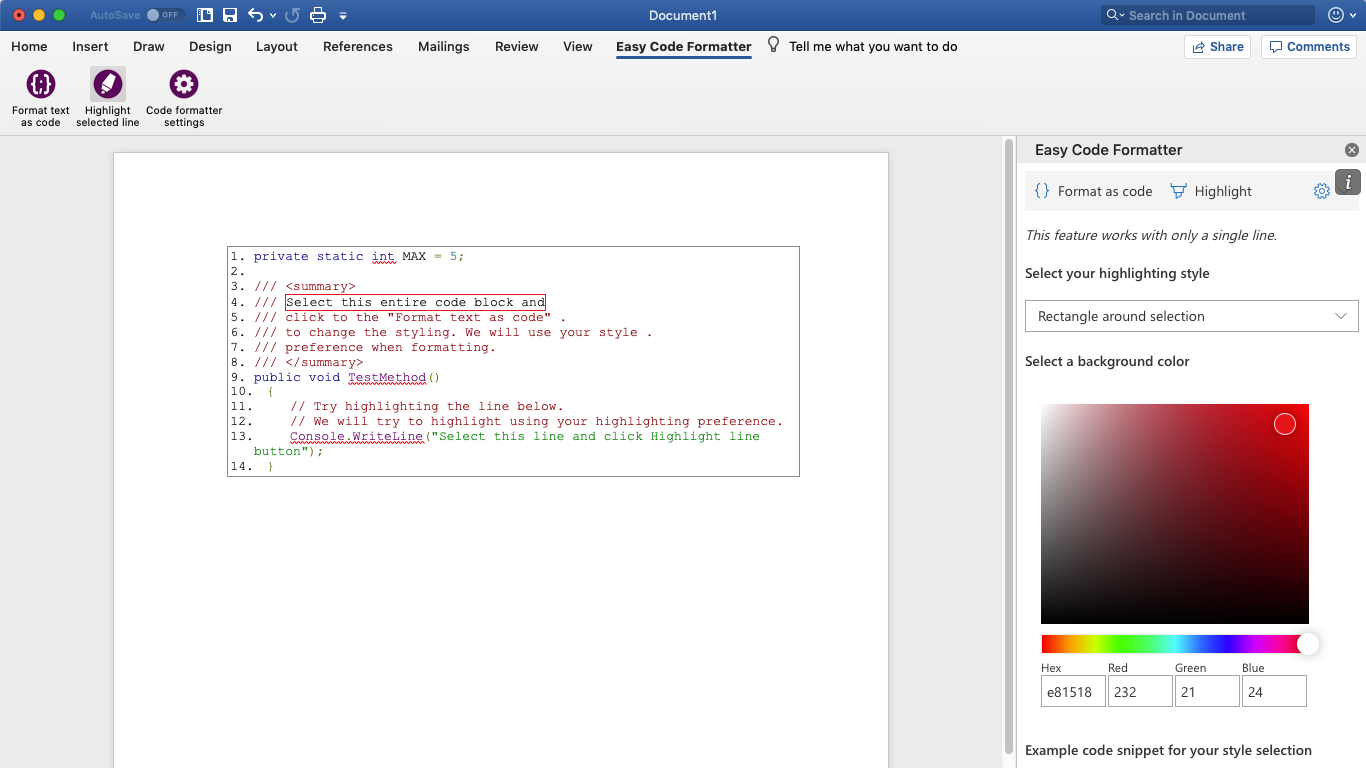 AutoSave OFF Document1 Search in Document
Home Insert Draw Design Layout References Mailings Review View Easy Code Formatter Tell me what you want to do Share Comments
Format text as code
Highlight selected line
Code formatter settings
1. private static int MAX = 5;
2.
3. /// <summary>
4. /// Select this entire code block and
5. /// click to the "Format text as code" .
6. /// to change the styling. We will use your style .
7. /// preference when formatting.
8. /// </summary>
9. public void TestMethod()
10. {
11. // Try highlighting the line below.
12. // We will try to highlight using your highlighting preference.
13. Console.WriteLine("Select this line and click Highlight line
button");
14. }
Easy Code Formatter
{} Format as code Highlight
i
This feature works with only a single line.
Select your highlighting style
Rectangle around selection
Select a background color
Hex Red Green Blue
e81518 232 21 24
Example code snippet for your style selection